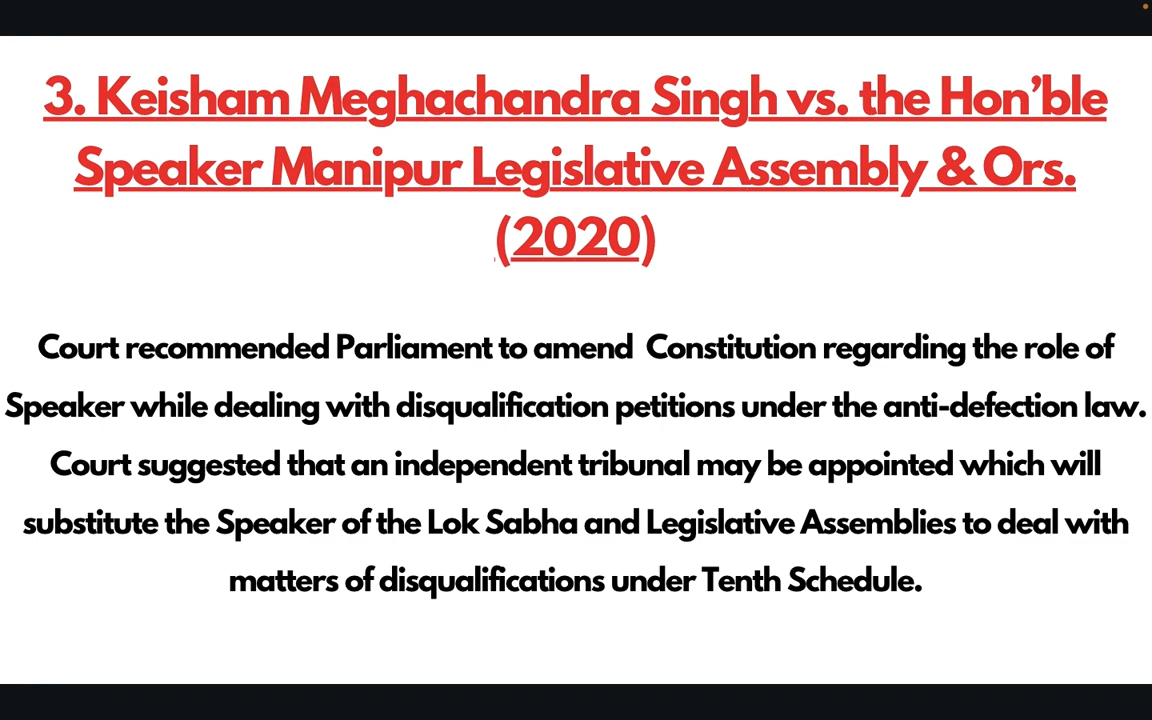 3. Keisham Meghachandra Singh vs. the Hon’ble
Speaker Manipur Legislative Assembly & Ors.
(2020)
Court recommended Parliament to amend Constitution regarding the role of
Speaker while dealing with disqualification petitions under the anti-defection law.
Court suggested that an independent tribunal may be appointed which will
substitute the Speaker of the Lok Sabha and Legislative Assemblies to deal with
matters of disqualifications under Tenth Schedule.